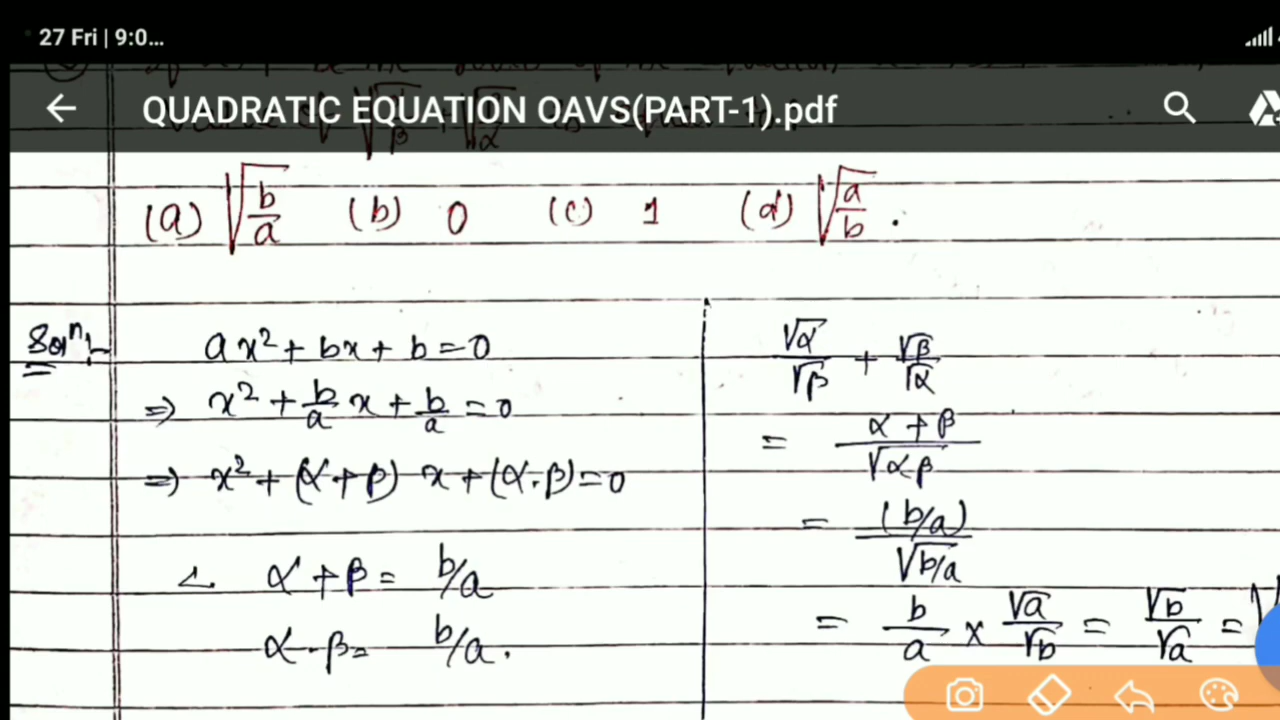 27 Fri | 9:0...
QUADRATIC EQUATION OAVS(PART-1).pdf
(a) √(b/a) (b) 0 (c) 1 (d) √(a/b) .
Solⁿ:-
ax² + bx + b = 0
⇒ x² + b/a x + b/a = 0
⇒ x² + (α + β) x + (α·β) = 0
∴ α + β = b/a
α·β = b/a.
√α/√β + √β/√α
= α + β / √αβ
= (b/a) / √b/a
= b/a × √a/√b = √b/√a =